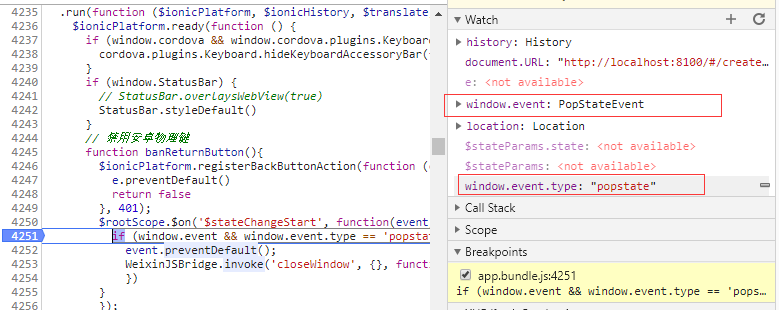 4235 .run(function ($ionicPlatform, $ionicHistory, $translate
4236 $ionicPlatform.ready(function () {
4237 if (window.cordova && window.cordova.plugins.Keyboard
4238 cordova.plugins.Keyboard.hideKeyboardAccessoryBar(
4239 }
4240 if (window.StatusBar) {
4241 // StatusBar.overlaysWebView(true)
4242 StatusBar.styleDefault()
4243 }
4244 // 禁用安卓物理键
4245 function banReturnButton(){
4246 $ionicPlatform.registerBackButtonAction(function (
4247 e.preventDefault()
4248 return false
4249 }, 401);
4250 $rootScope.$on('$stateChangeStart', function(event
4251 if (window.event && window.event.type == 'popsta
4252 event.preventDefault();
4253 WeixinJSBridge.invoke('closeWindow', {}, func
4254 })
4255 }
4256 });
Watch
history: History
document.URL: "http://localhost:8100/#/create…
e: <not available>
window.event: PopStateEvent
location: Location
$stateParams.state: <not available>
$stateParams: <not available>
window.event.type: "popstate"
Call Stack
Scope
Breakpoints
app.bundle.js:4251
if (window.event && window.event.type == 'pops…